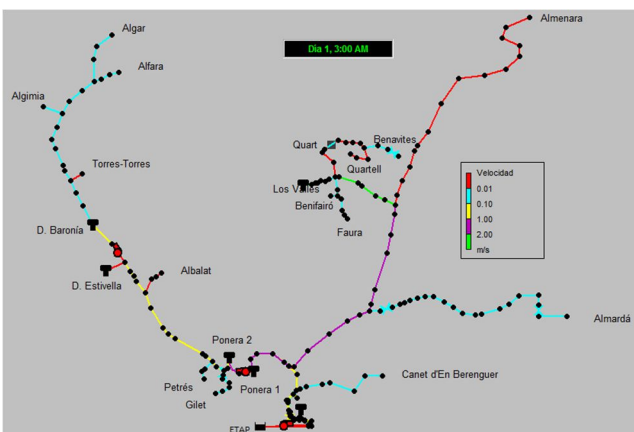 Algar
Almenara
Dia 1, 3:00 AM
Alfara
Algimia
Quart
Benavites
Torres-Torres
Quartell
Velocidad
0.01
0.10
1.00
2.00
m/s
Los Valles
Benifairó
Faura
D. Baronía
D. Estivella
Albalat
Almardá
Ponera 2
Petrés
Ponera 1
Canet d'En Berenguer
Gilet
ETAP